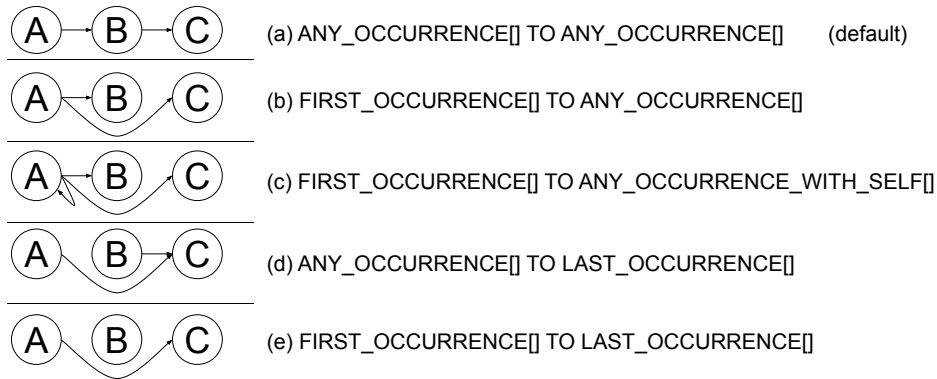 A B C (a) ANY_OCCURRENCE[] TO ANY_OCCURRENCE[] (default)
A B C (b) FIRST_OCCURRENCE[] TO ANY_OCCURRENCE[]
A B C (c) FIRST_OCCURRENCE[] TO ANY_OCCURRENCE_WITH_SELF[]
A B C (d) ANY_OCCURRENCE[] TO LAST_OCCURRENCE[]
A B C (e) FIRST_OCCURRENCE[] TO LAST_OCCURRENCE[]